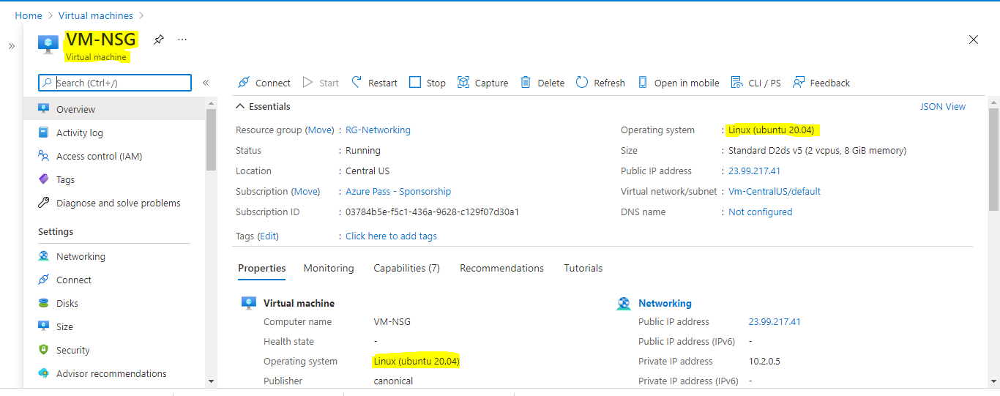 Home > Virtual machines >
»
VM-NSG
...
Virtual machine
Search (Ctrl+/)
«
Connect Start Restart Stop Capture Delete Refresh Open in mobile CLI / PS Feedback
Overview
Activity log
Access control (IAM)
Tags
Diagnose and solve problems
Settings
Networking
Connect
Disks
Size
Security
Advisor recommendations
Essentials
JSON View
Resource group (Move) : RG-Networking
Status : Running
Location : Central US
Subscription (Move) : Azure Pass - Sponsorship
Subscription ID : 03784b5e-f5c1-436a-9628-c129f07d30a1
Operating system : Linux (ubuntu 20.04)
Size : Standard D2ds v5 (2 vcpus, 8 GiB memory)
Public IP address : 23.99.217.41
Virtual network/subnet : Vm-CentralUS/default
DNS name : Not configured
Tags (Edit) : Click here to add tags
Properties Monitoring Capabilities (7) Recommendations Tutorials
Virtual machine
Computer name VM-NSG
Health state -
Operating system Linux (ubuntu 20.04)
Publisher canonical
Networking
Public IP address 23.99.217.41
Public IP address (IPv6) -
Private IP address 10.2.0.5
Private IP address (IPv6) -